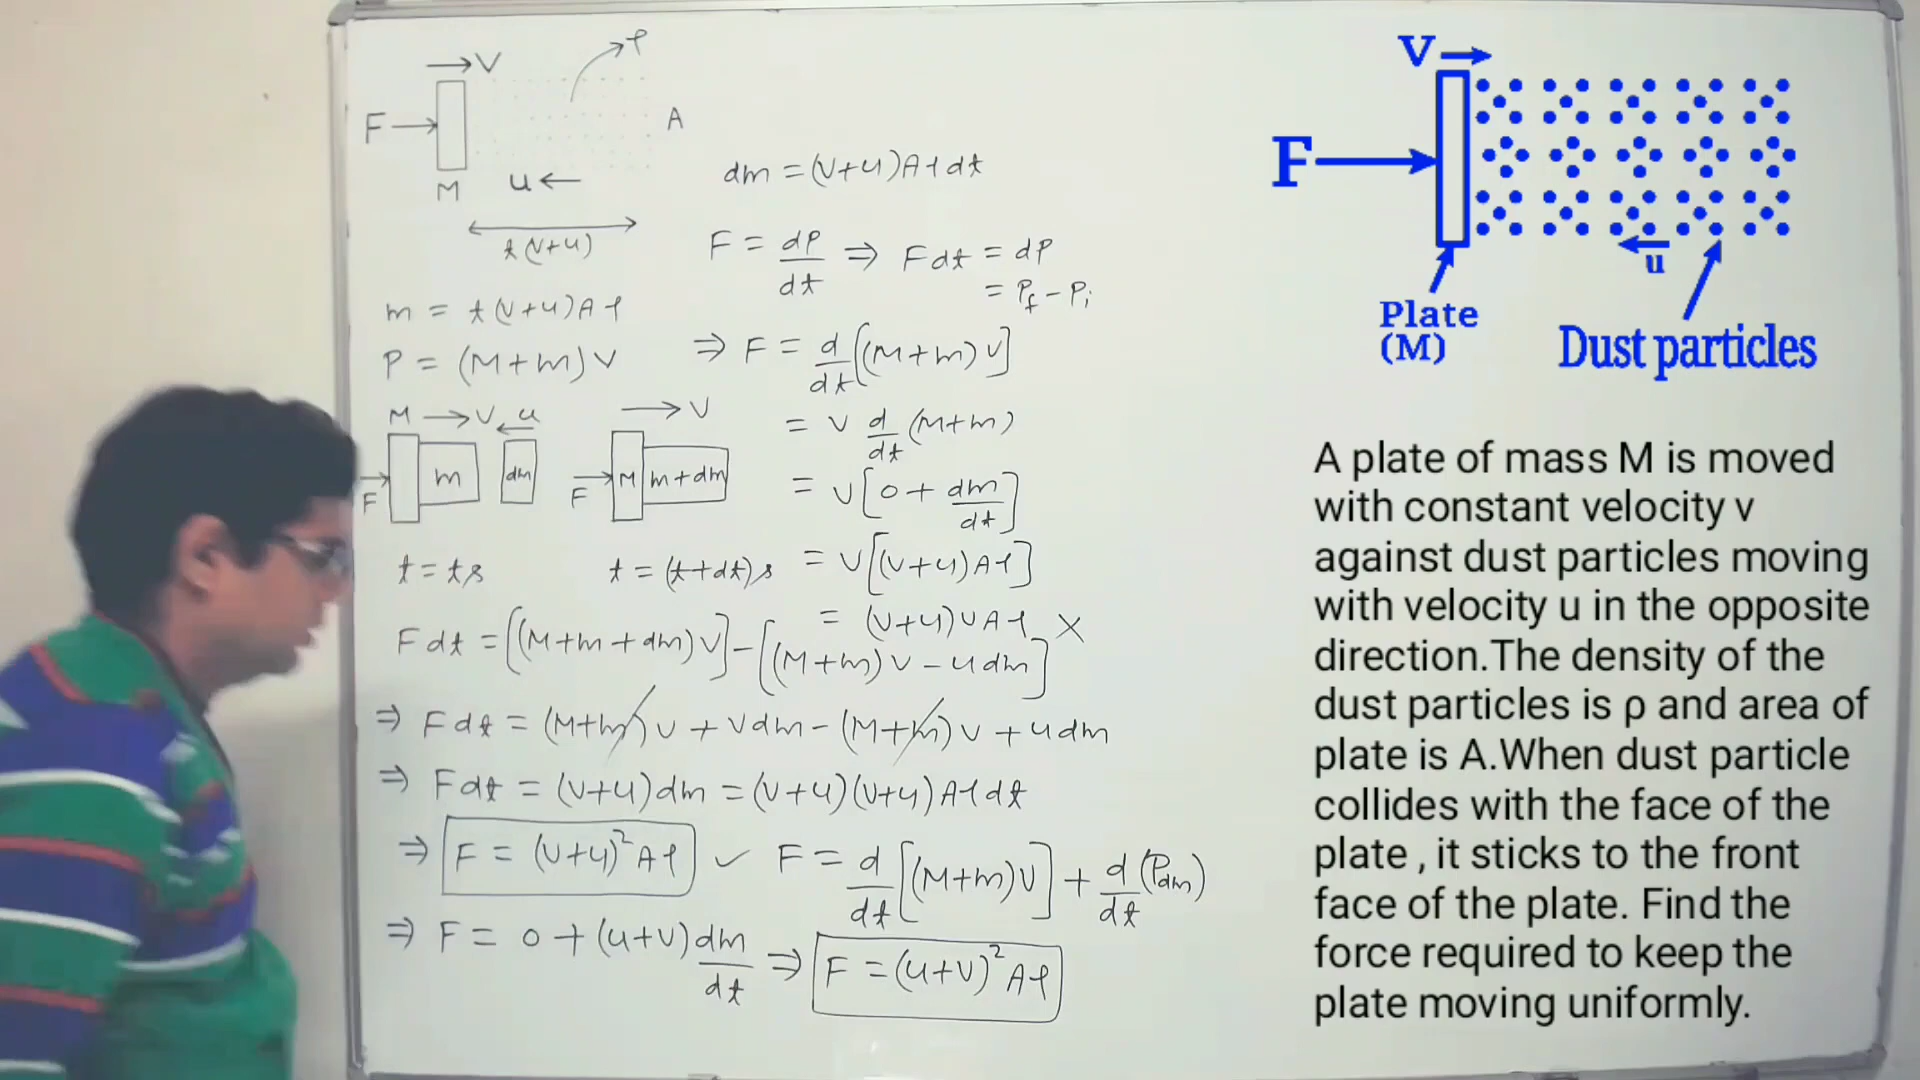 → V
ρ
F →
A
M
u ←
t(v+u)
dm = (v+u)Aρdt
F = dP/dt ⇒ Fdt = dP
= Pf - Pi
m = t(v+u)Aρ
P = (M+m)v
⇒ F = d/dt[(M+m)v]
= v d/dt (M+m)
= v[0 + dm/dt]
= v[(v+u)Aρ]
= (v+u)vAρ ×
M → v u ←
F m dm
→ v
F M m+dm
t = ts
t = (t+dt)s
Fdt = [(M+m+dm)v] - [(M+m)v - udm]
⇒ Fdt = (M+m)v + vdm - (M+m)v + udm
⇒ Fdt = (v+u)dm = (v+u)(v+u)Aρdt
⇒ F = (v+u)²Aρ ✓
F = d/dt[(M+m)v] + d/dt(Pdm)
⇒ F = 0 + (u+v)dm/dt ⇒ F = (u+v)²Aρ
V →
F
u
Plate
(M)
Dust particles
A plate of mass M is moved
with constant velocity v
against dust particles moving
with velocity u in the opposite
direction.The density of the
dust particles is ρ and area of
plate is A.When dust particle
collides with the face of the
plate , it sticks to the front
face of the plate. Find the
force required to keep the
plate moving uniformly.